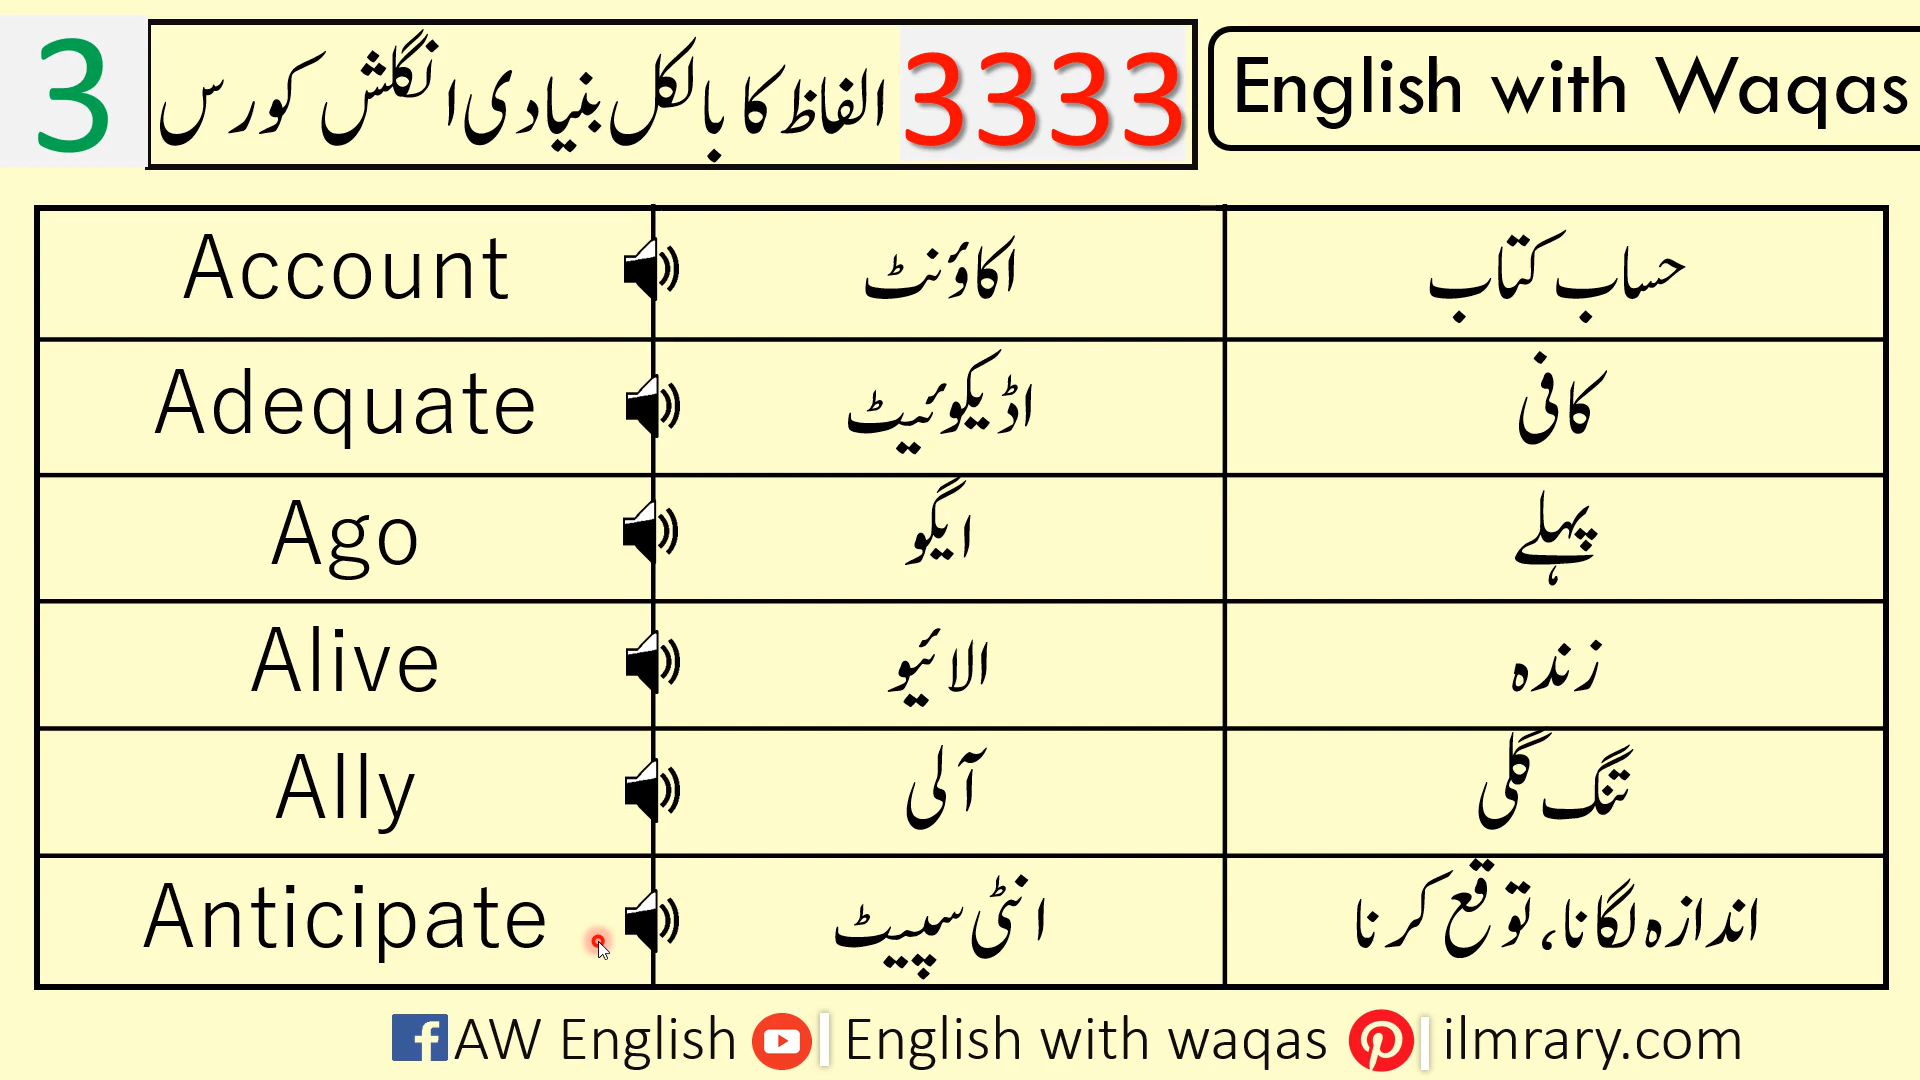 3
3333 الفاظ کا بالکل بنیادی انگلش کورس
English with Waqas
Account اکاؤنٹ حساب کتاب
Adequate اڈیکوئیٹ کافی
Ago ایگو پہلے
Alive الائیو زندہ
Ally آلی تنگ گلی
Anticipate انٹی سپیٹ اندازہ لگانا، توقع کرنا
AW English | English with waqas | ilmrary.com